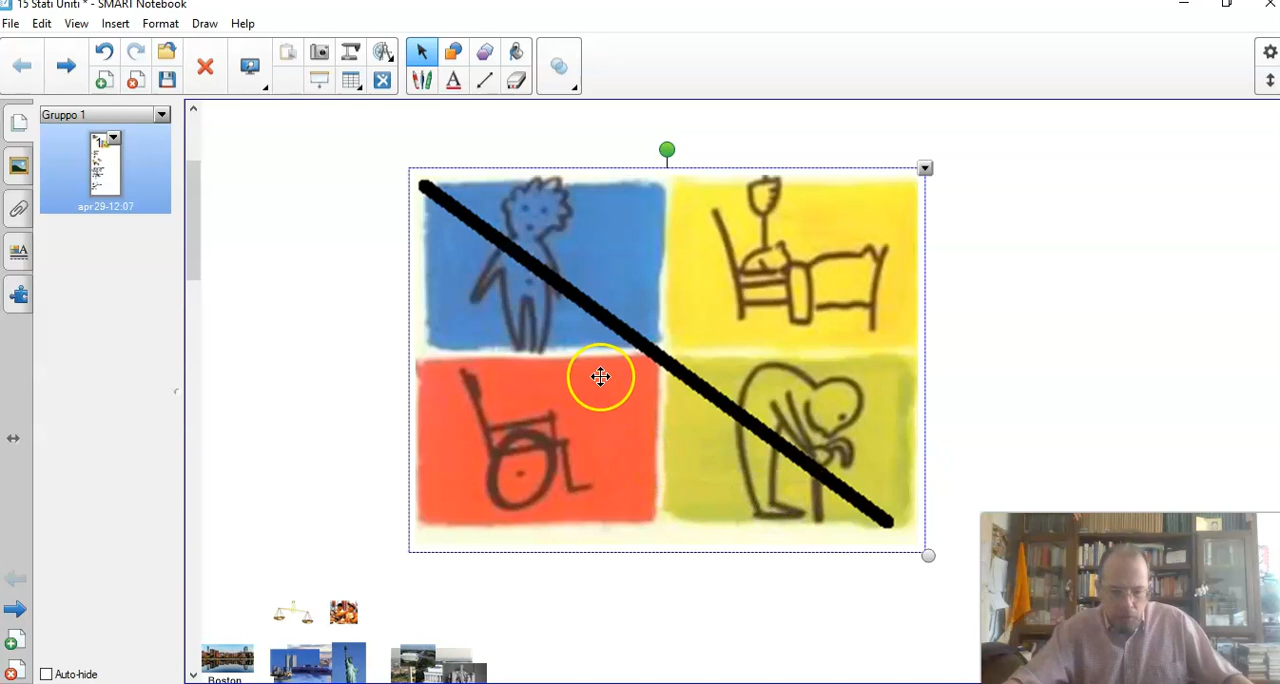 15 Stati Uniti * - SMART Notebook
File Edit View Insert Format Draw Help
Gruppo 1
1
apr29-12:07
Auto-hide
Boston